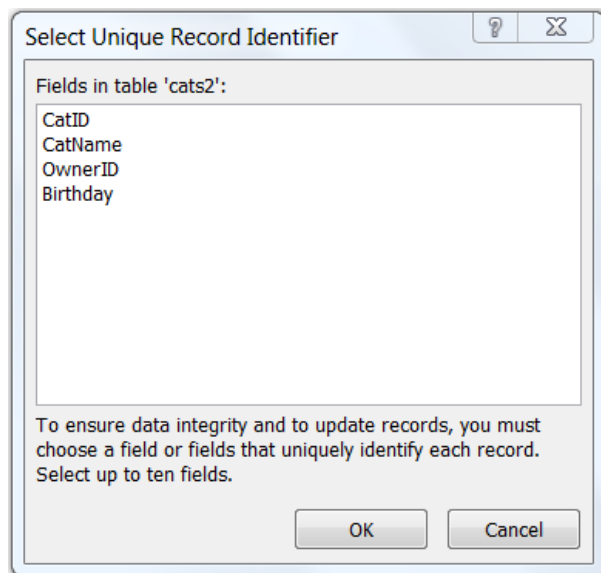 Select Unique Record Identifier
Fields in table 'cats2':
CatID
CatName
OwnerID
Birthday
To ensure data integrity and to update records, you must
choose a field or fields that uniquely identify each record.
Select up to ten fields.
OK Cancel